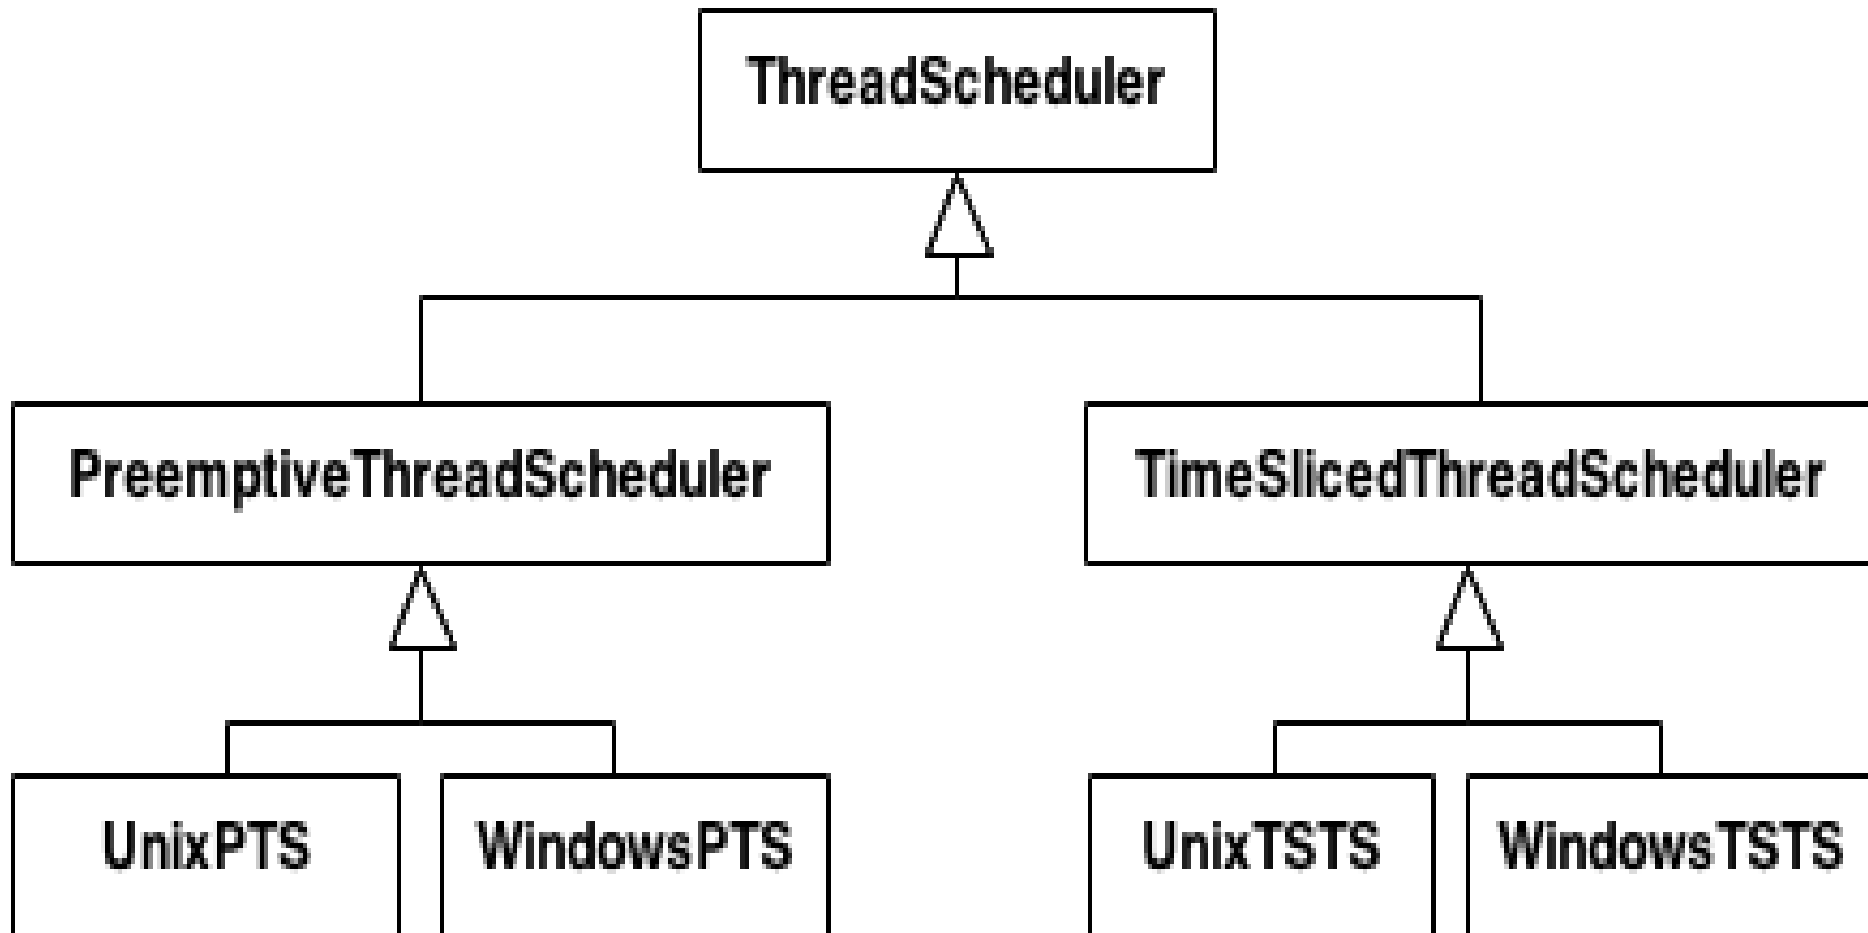 ThreadScheduler
PreemptiveThreadScheduler
TimeSlicedThreadScheduler
UnixPTS
WindowsPTS
UnixTSTS
WindowsTSTS